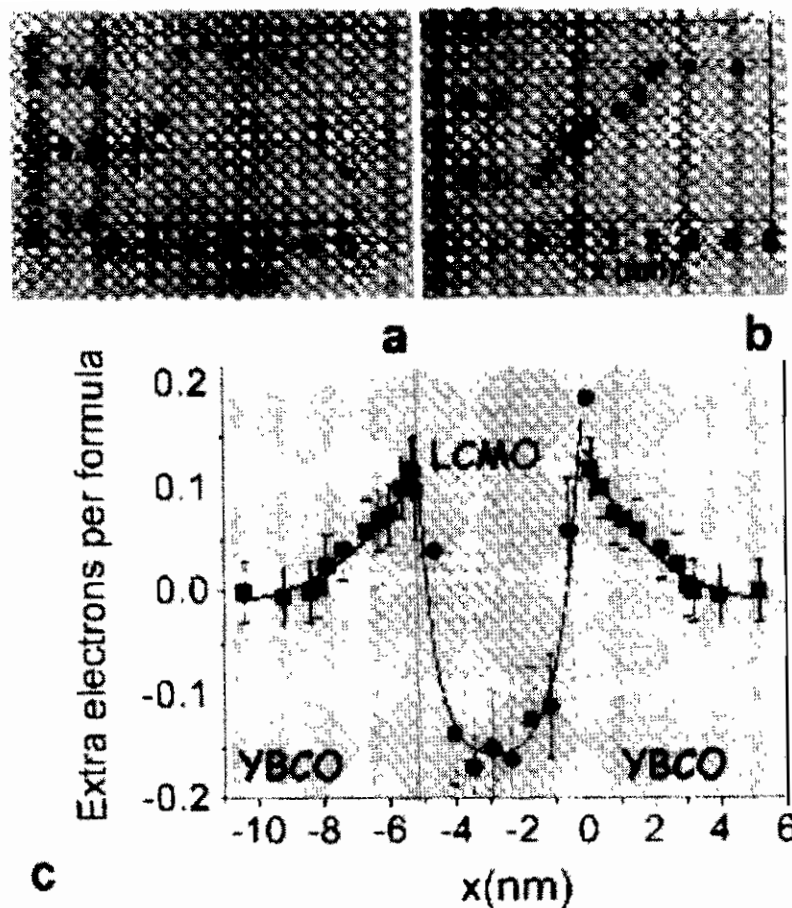 x (nm)
a
b
0.2
LCMO
0.1
0.0
-0.1
YBCO
YBCO
-0.2
Extra electrons per formula
-10 -8 -6 -4 -2 0 2 4 6
c
x(nm)